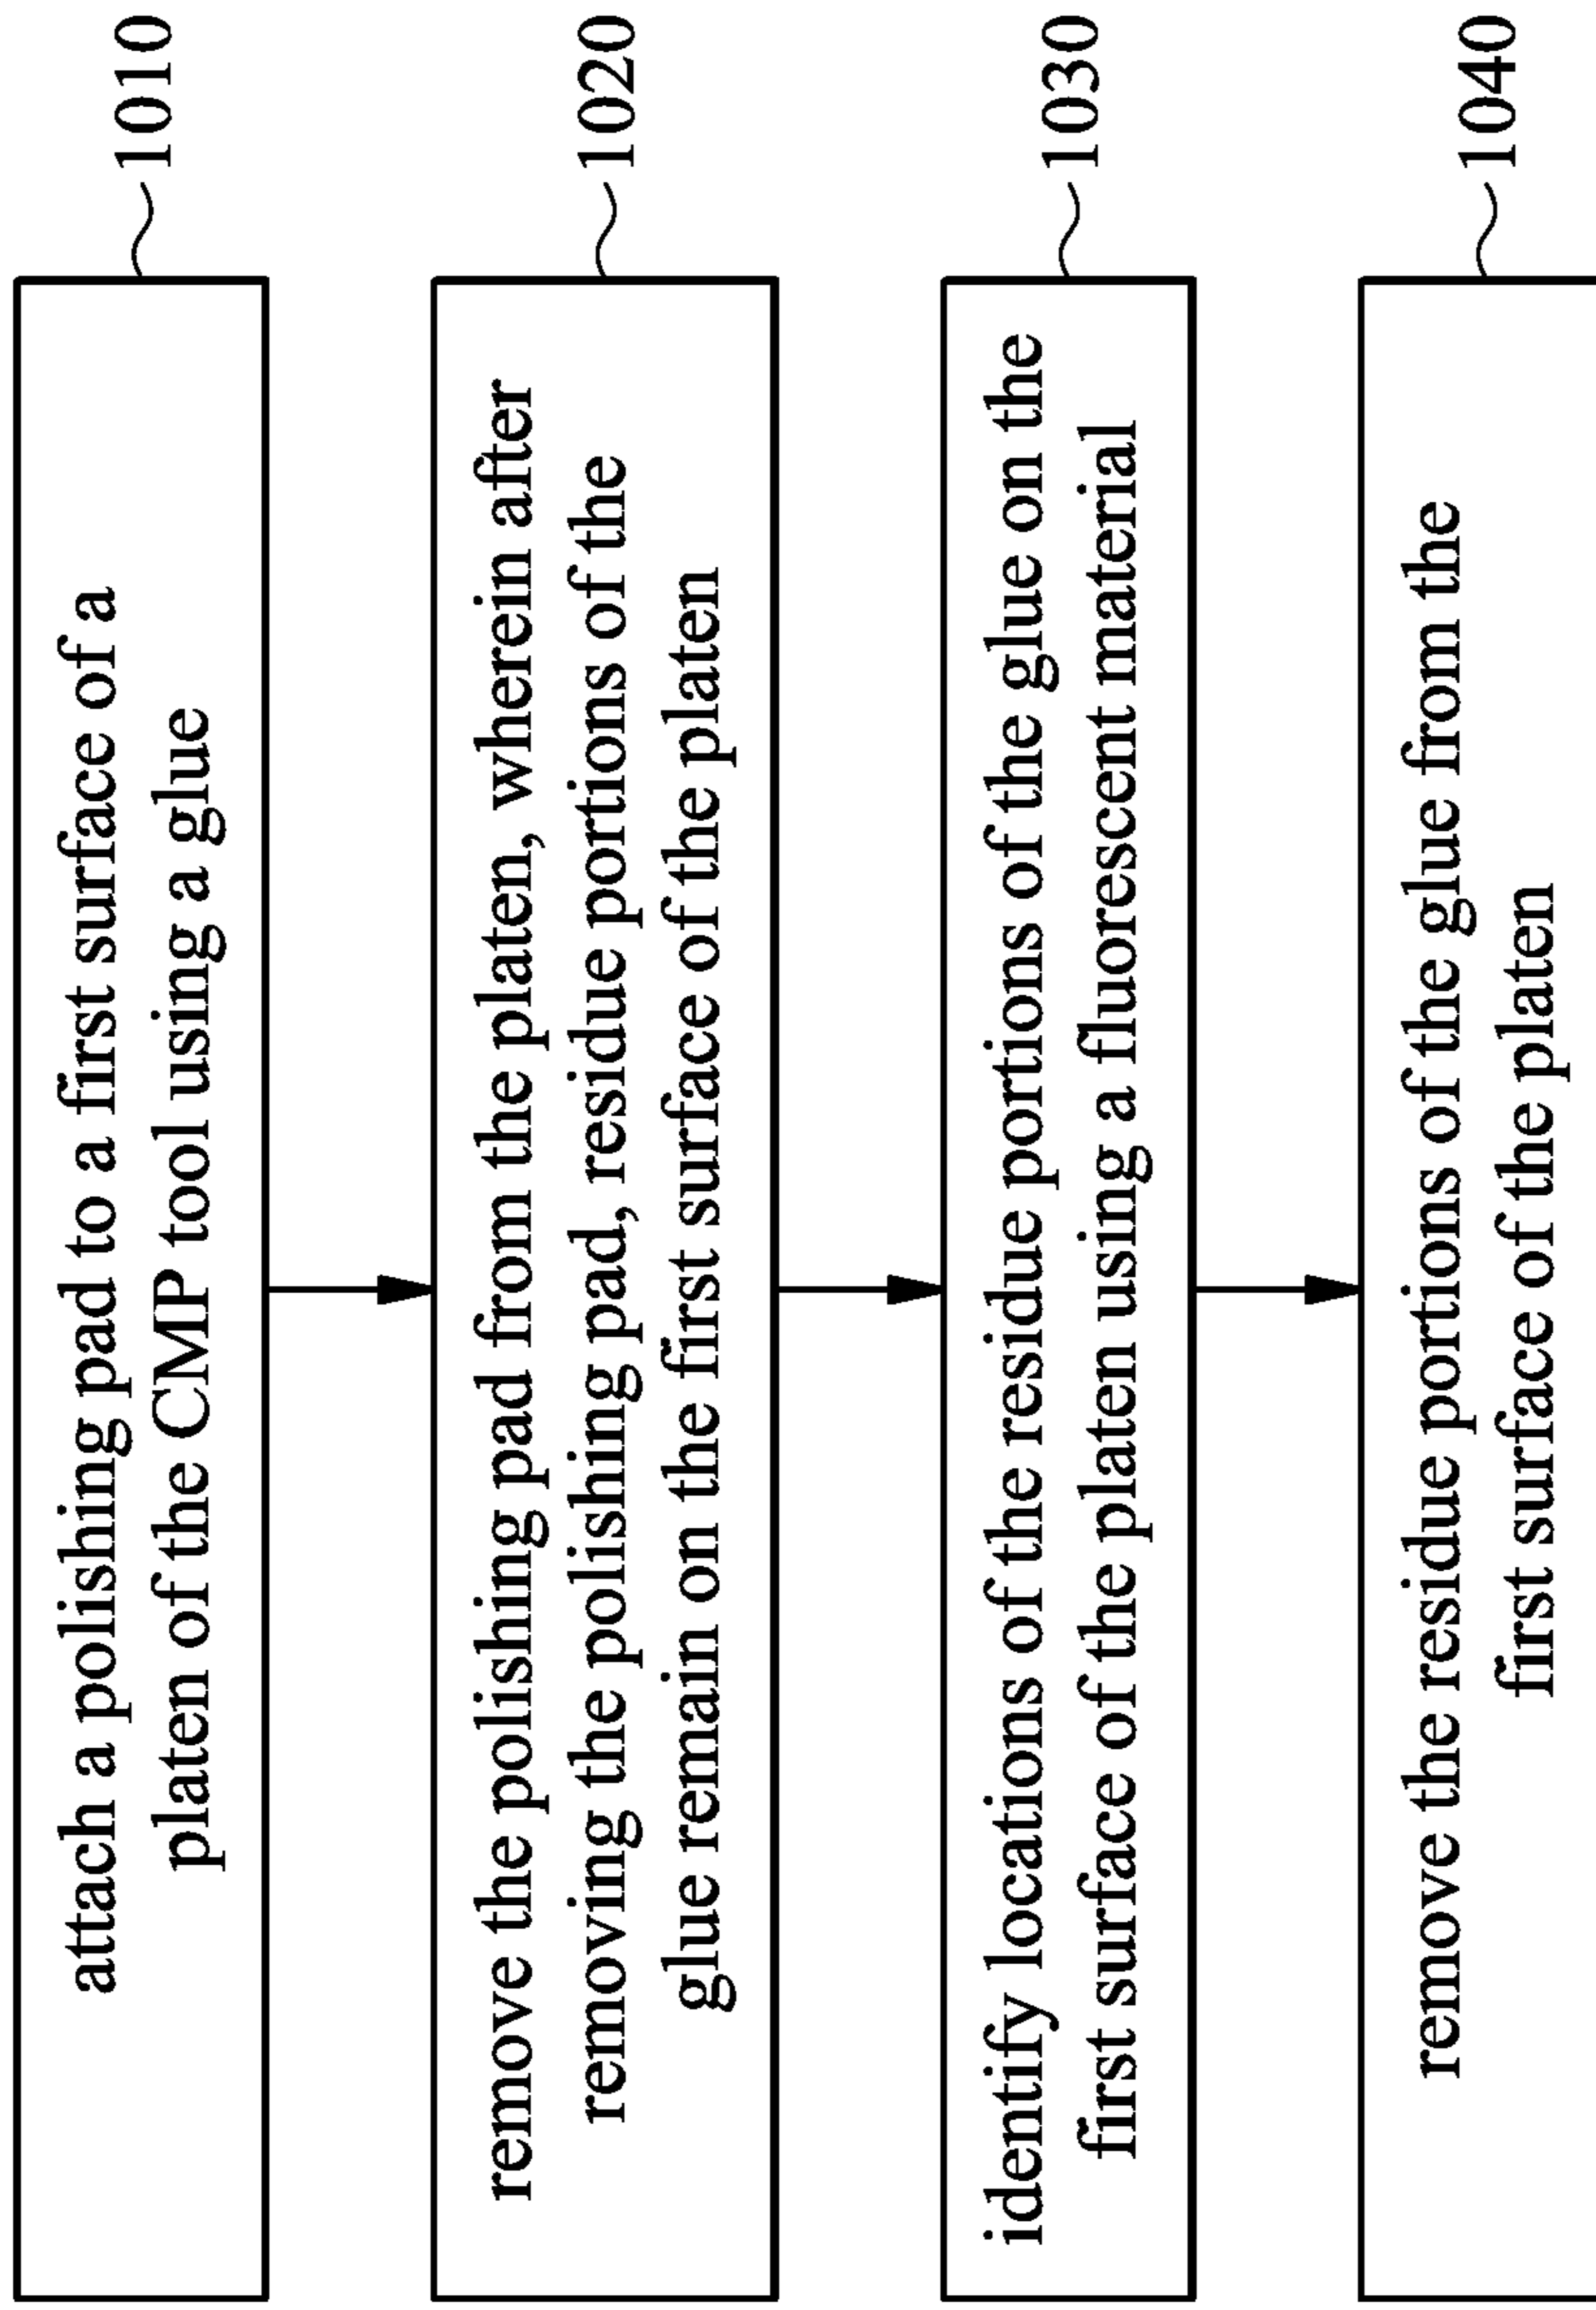 attach a polishing pad to a first surface of a
platen of the CMP tool using a glue
1010
remove the polishing pad from the platen, wherein after
removing the polishing pad, residue portions of the
glue remain on the first surface of the platen
1020
identify locations of the residue portions of the glue on the
first surface of the platen using a fluorescent material
1030
remove the residue portions of the glue from the
first surface of the platen
1040